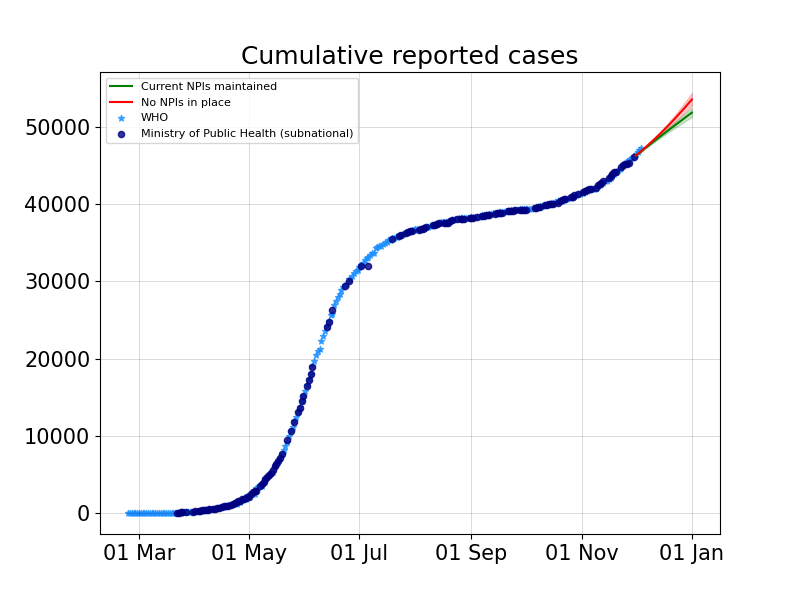 Cumulative reported cases
Current NPIs maintained
No NPIs in place
WHO
Ministry of Public Health (subnational)
50000
40000
30000
20000
10000
0
01 Mar
01 May
01 Jul
01 Sep
01 Nov
01 Jan